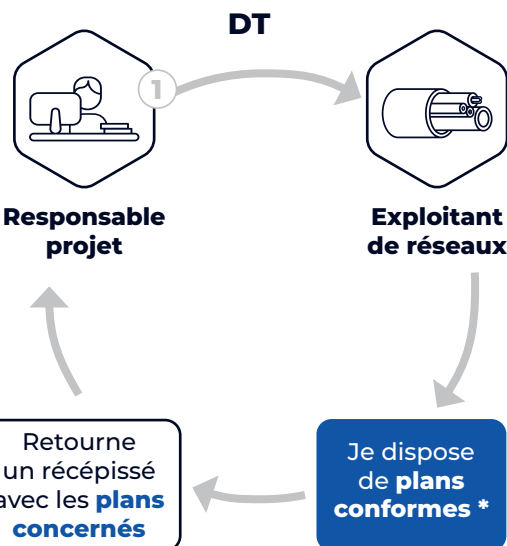 DT
1
Responsable
projet
Exploitant
de réseaux
Retourne
un récépissé
avec les plans
concernés
Je dispose
de plans
conformes *